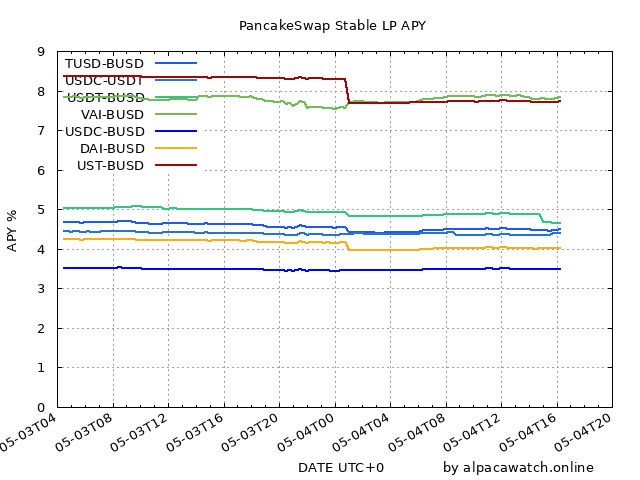 PancakeSwap Stable LP APY
9
8
7
6
5
4
3
2
1
0
APY %
TUSD-BUSD
USDC-USDT
USDT-BUSD
VAI-BUSD
USDC-BUSD
DAI-BUSD
UST-BUSD
05-03T04
05-03T08
05-03T12
05-03T16
05-03T20
05-04T00
05-04T04
05-04T08
05-04T12
05-04T16
05-04T20
DATE UTC+0
by alpacawatch.online